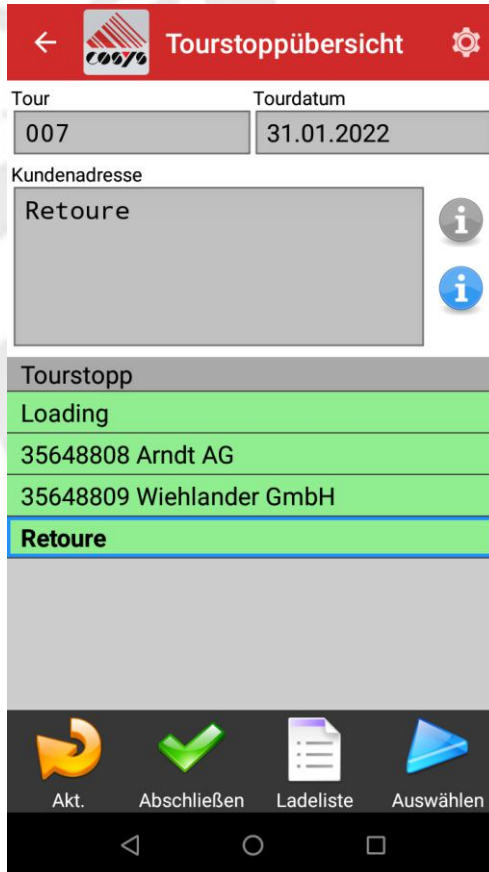 COSYS
Tourstoppübersicht
Tour
Tourdatum
007
31.01.2022
Kundenadresse
Retoure
Tourstopp
Loading
35648808 Arndt AG
35648809 Wiehlander GmbH
Retoure
Akt.
Abschließen
Ladeliste
Auswählen